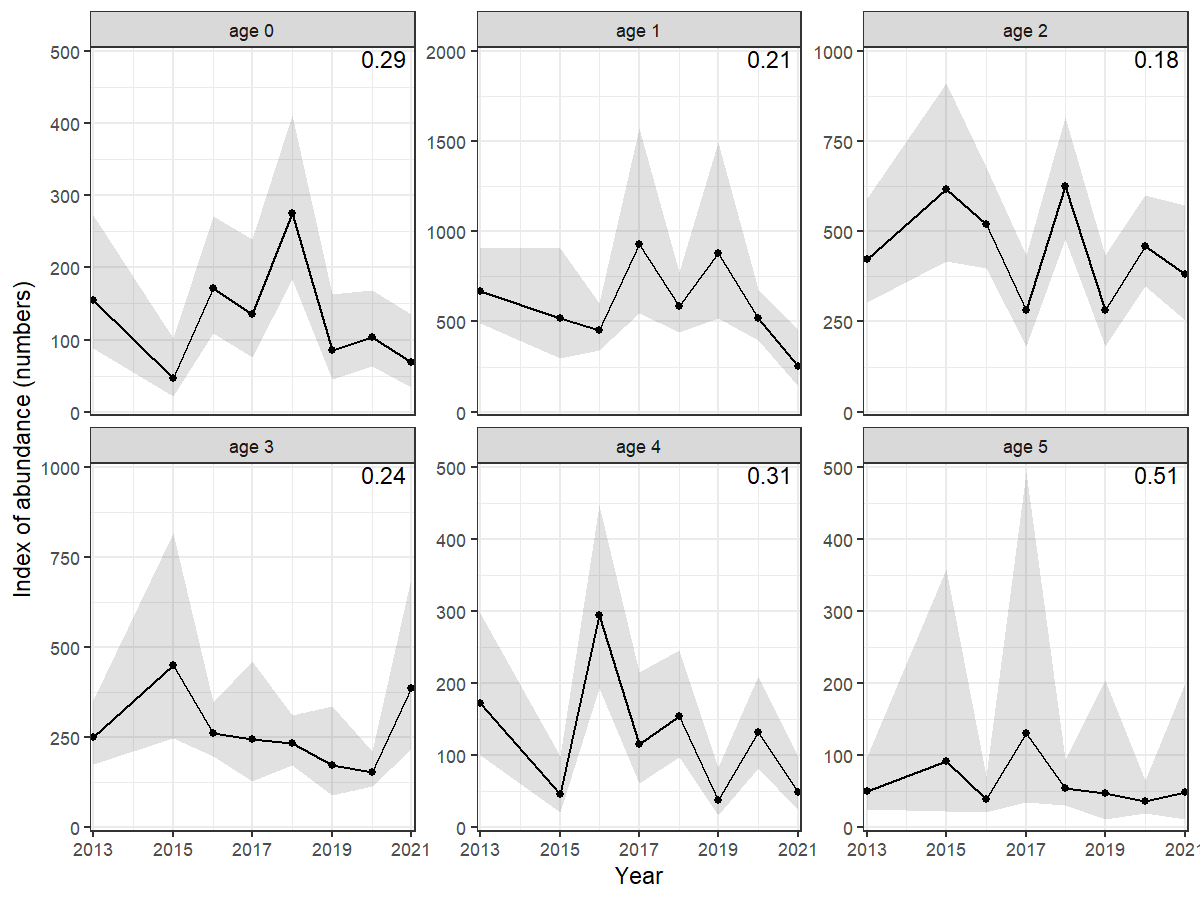 age 0 age 1 age 2
0.29 0.21 0.18
500 2000 1000
400 1500 750
300 1000 500
200 500 250
100 0 0
0
age 3 age 4 age 5
0.24 0.31 0.51
1000 500 500
750 400 400
500 300 300
250 200 200
0 100 100
0 0
2013 2015 2017 2019 2021 2013 2015 2017 2019 2021 2013 2015 2017 2019 2021
Year
Index of abundance (numbers)